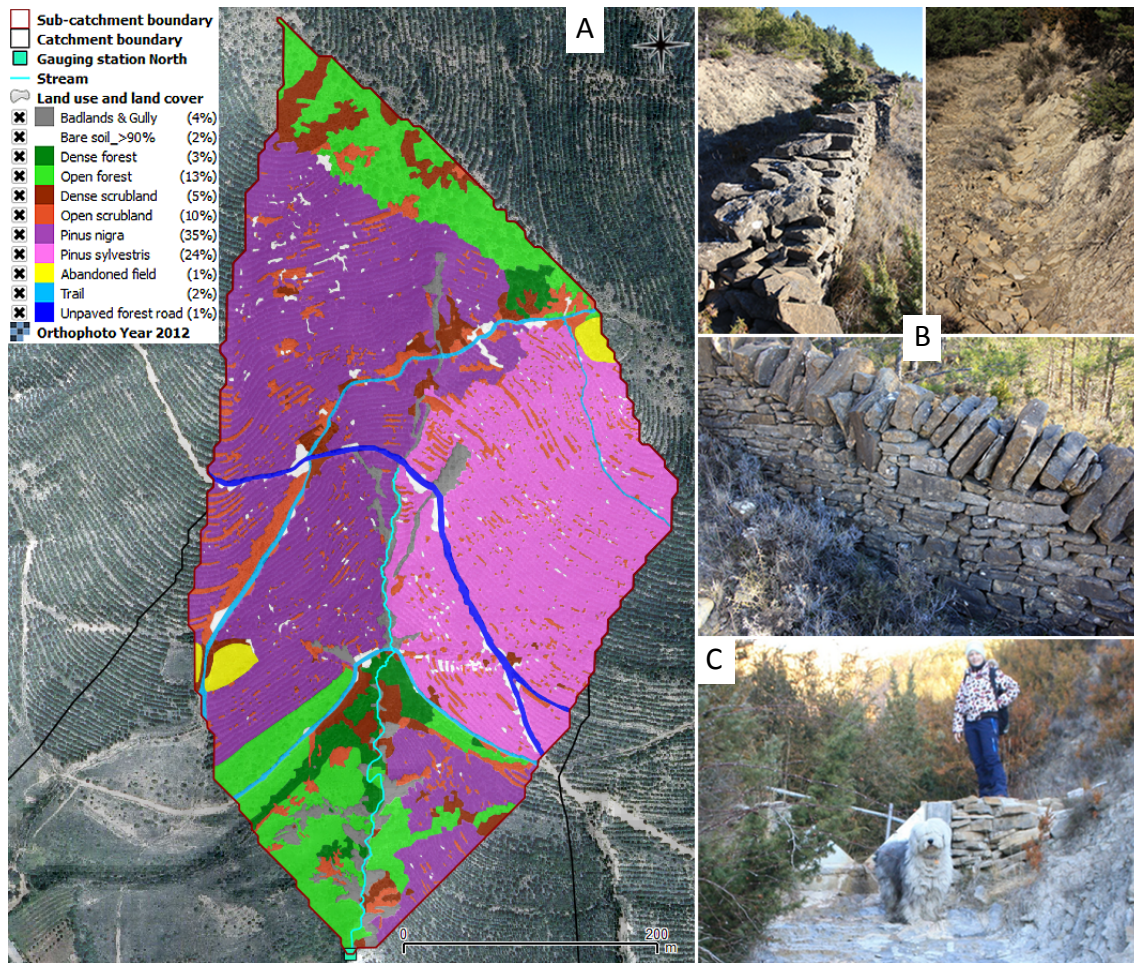 Sub-catchment boundary
Catchment boundary
Gauging station North
Stream
Land use and land cover
Badlands & Gully (4%)
Bare soil_>90% (2%)
Dense forest (3%)
Open forest (13%)
Dense scrubland (5%)
Open scrubland (10%)
Pinus nigra (35%)
Pinus sylvestris (24%)
Abandoned field (1%)
Trail (2%)
Unpaved forest road (1%)
Orthophoto Year 2012
A
B
C
0 200
m